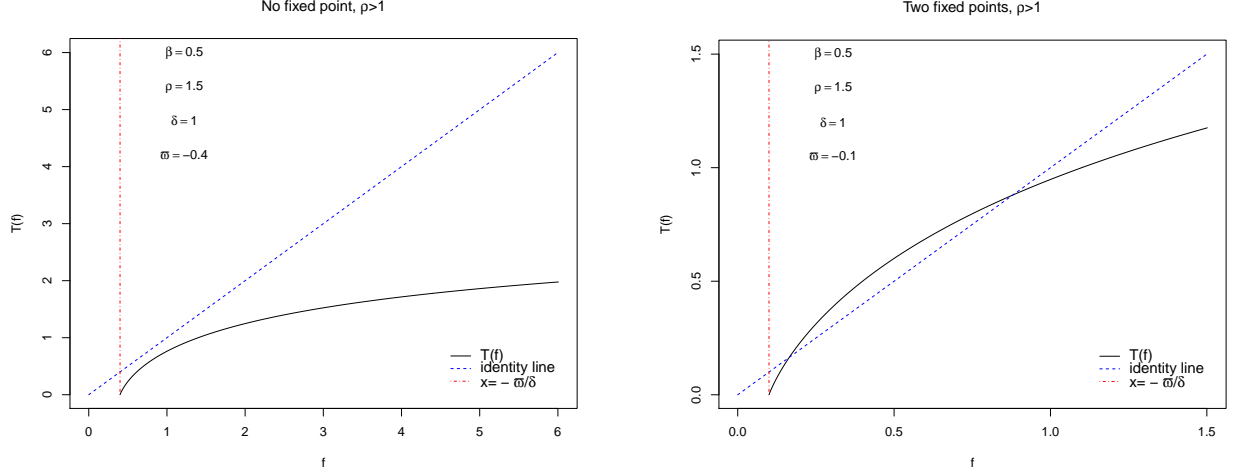 No fixed point, ρ>1
β = 0.5
ρ = 1.5
δ = 1
ϖ = −0.4
T(f)
6
5
4
3
2
1
0
0 1 2 3 4 5 6
f
T(f)
identity line
x= − ϖ/δ
Two fixed points, ρ>1
β = 0.5
ρ = 1.5
δ = 1
ϖ = −0.1
T(f)
1.5
1.0
0.5
0.0
0.0 0.5 1.0 1.5
f
T(f)
identity line
x= − ϖ/δ